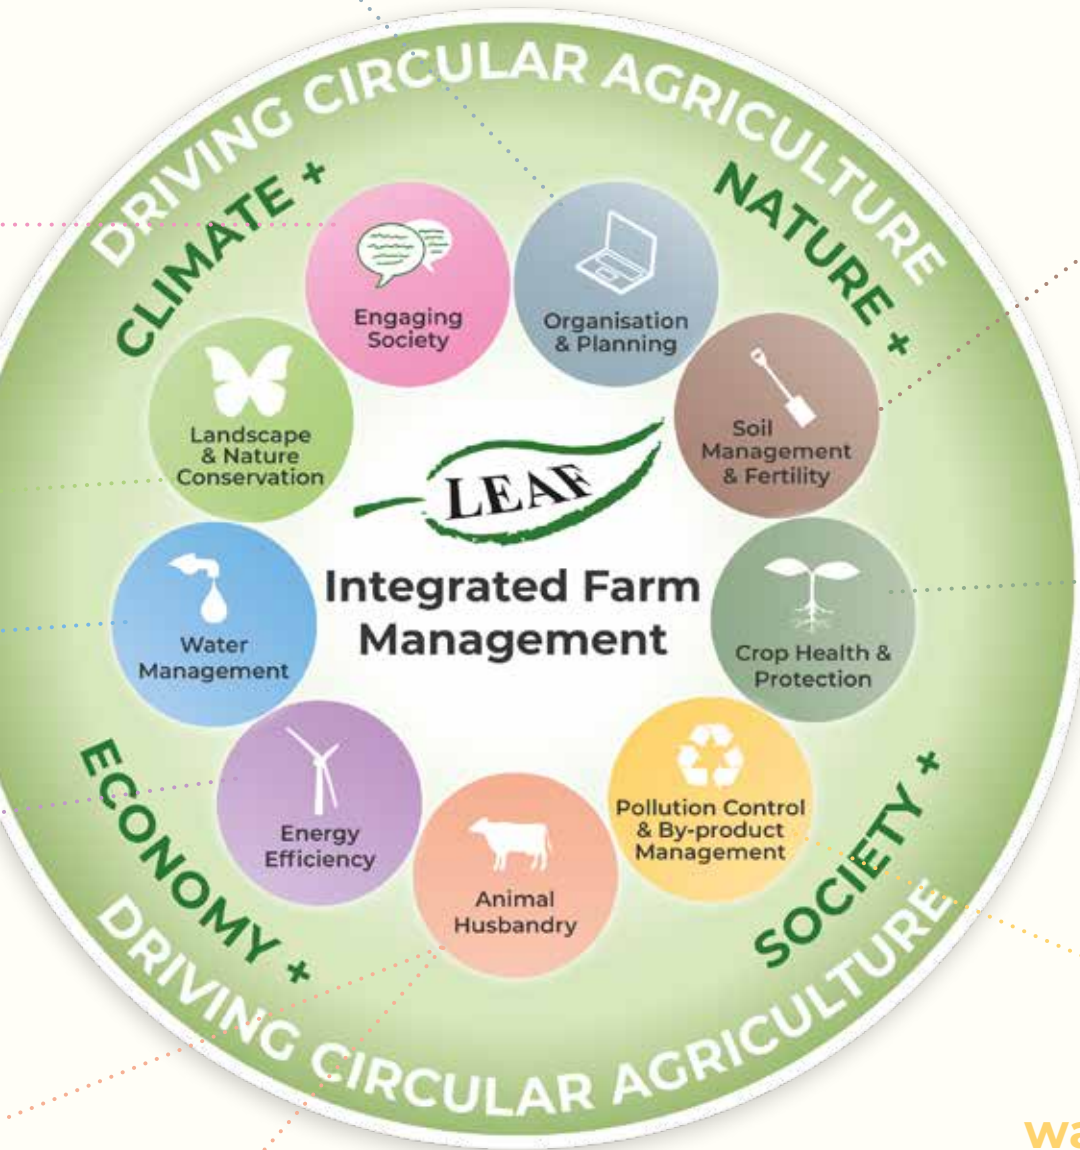 DRIVING CIRCULAR AGRICULTURE
CLIMATE +
NATURE +
Engaging
Society
Organisation
& Planning
Landscape
& Nature
Conservation
Soil
Management
& Fertility
LEAF
Integrated Farm
Management
Water
Management
Crop Health &
Protection
Energy
Efficiency
Pollution Control
& By-product
Management
Animal
Husbandry
ECONOMY +
SOCIETY +
DRIVING CIRCULAR AGRICULTURE